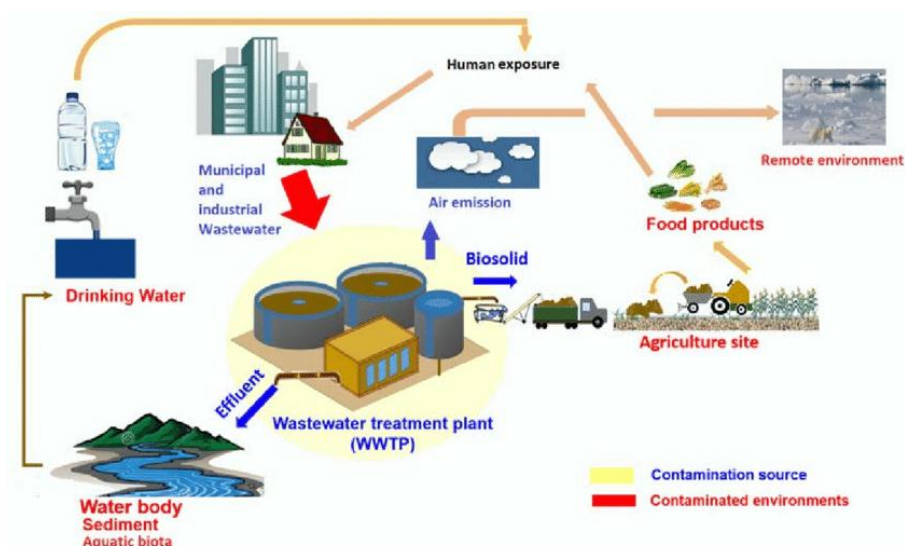 Human exposure
Municipal
and
industrial
Wastewater
Air emission
Remote environment
Food products
Biosolid
Drinking Water
Agriculture site
Effluent
Wastewater treatment plant
(WWTP)
Water body
Sediment
Aquatic biota
Contamination source
Contaminated environments